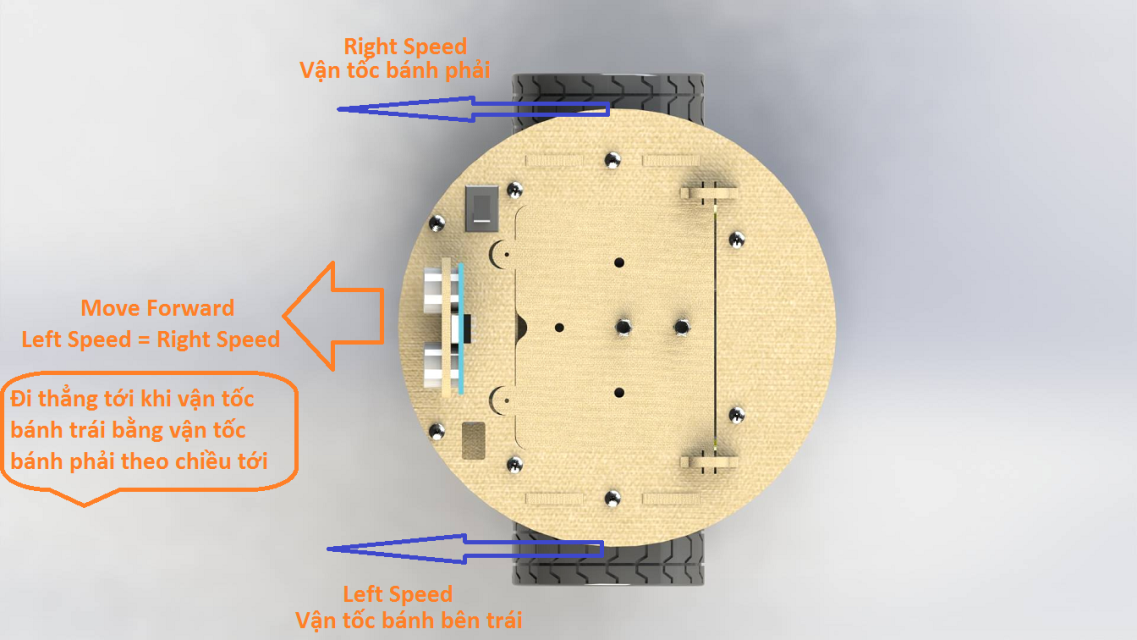 Right Speed
Vận tốc bánh phải
Move Forward
Left Speed = Right Speed
Đi thẳng tới khi vận tốc
bánh trái bằng vận tốc
bánh phải theo chiều tới
Left Speed
Vận tốc bánh bên trái